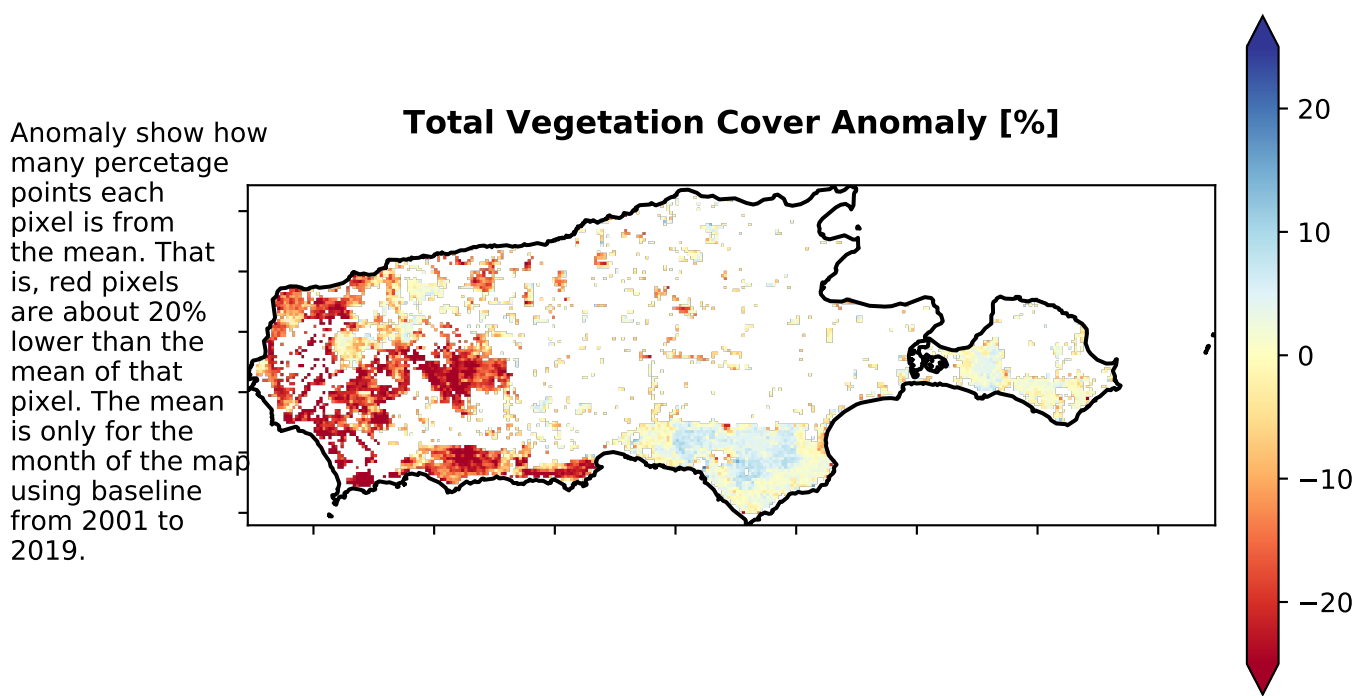 Total Vegetation Cover Anomaly [%]
Anomaly show how
many percetage
points each
pixel is from
the mean. That
is, red pixels
are about 20%
lower than the
mean of that
pixel. The mean
is only for the
month of the map
using baseline
from 2001 to
2019.
20
10
0
−10
−20